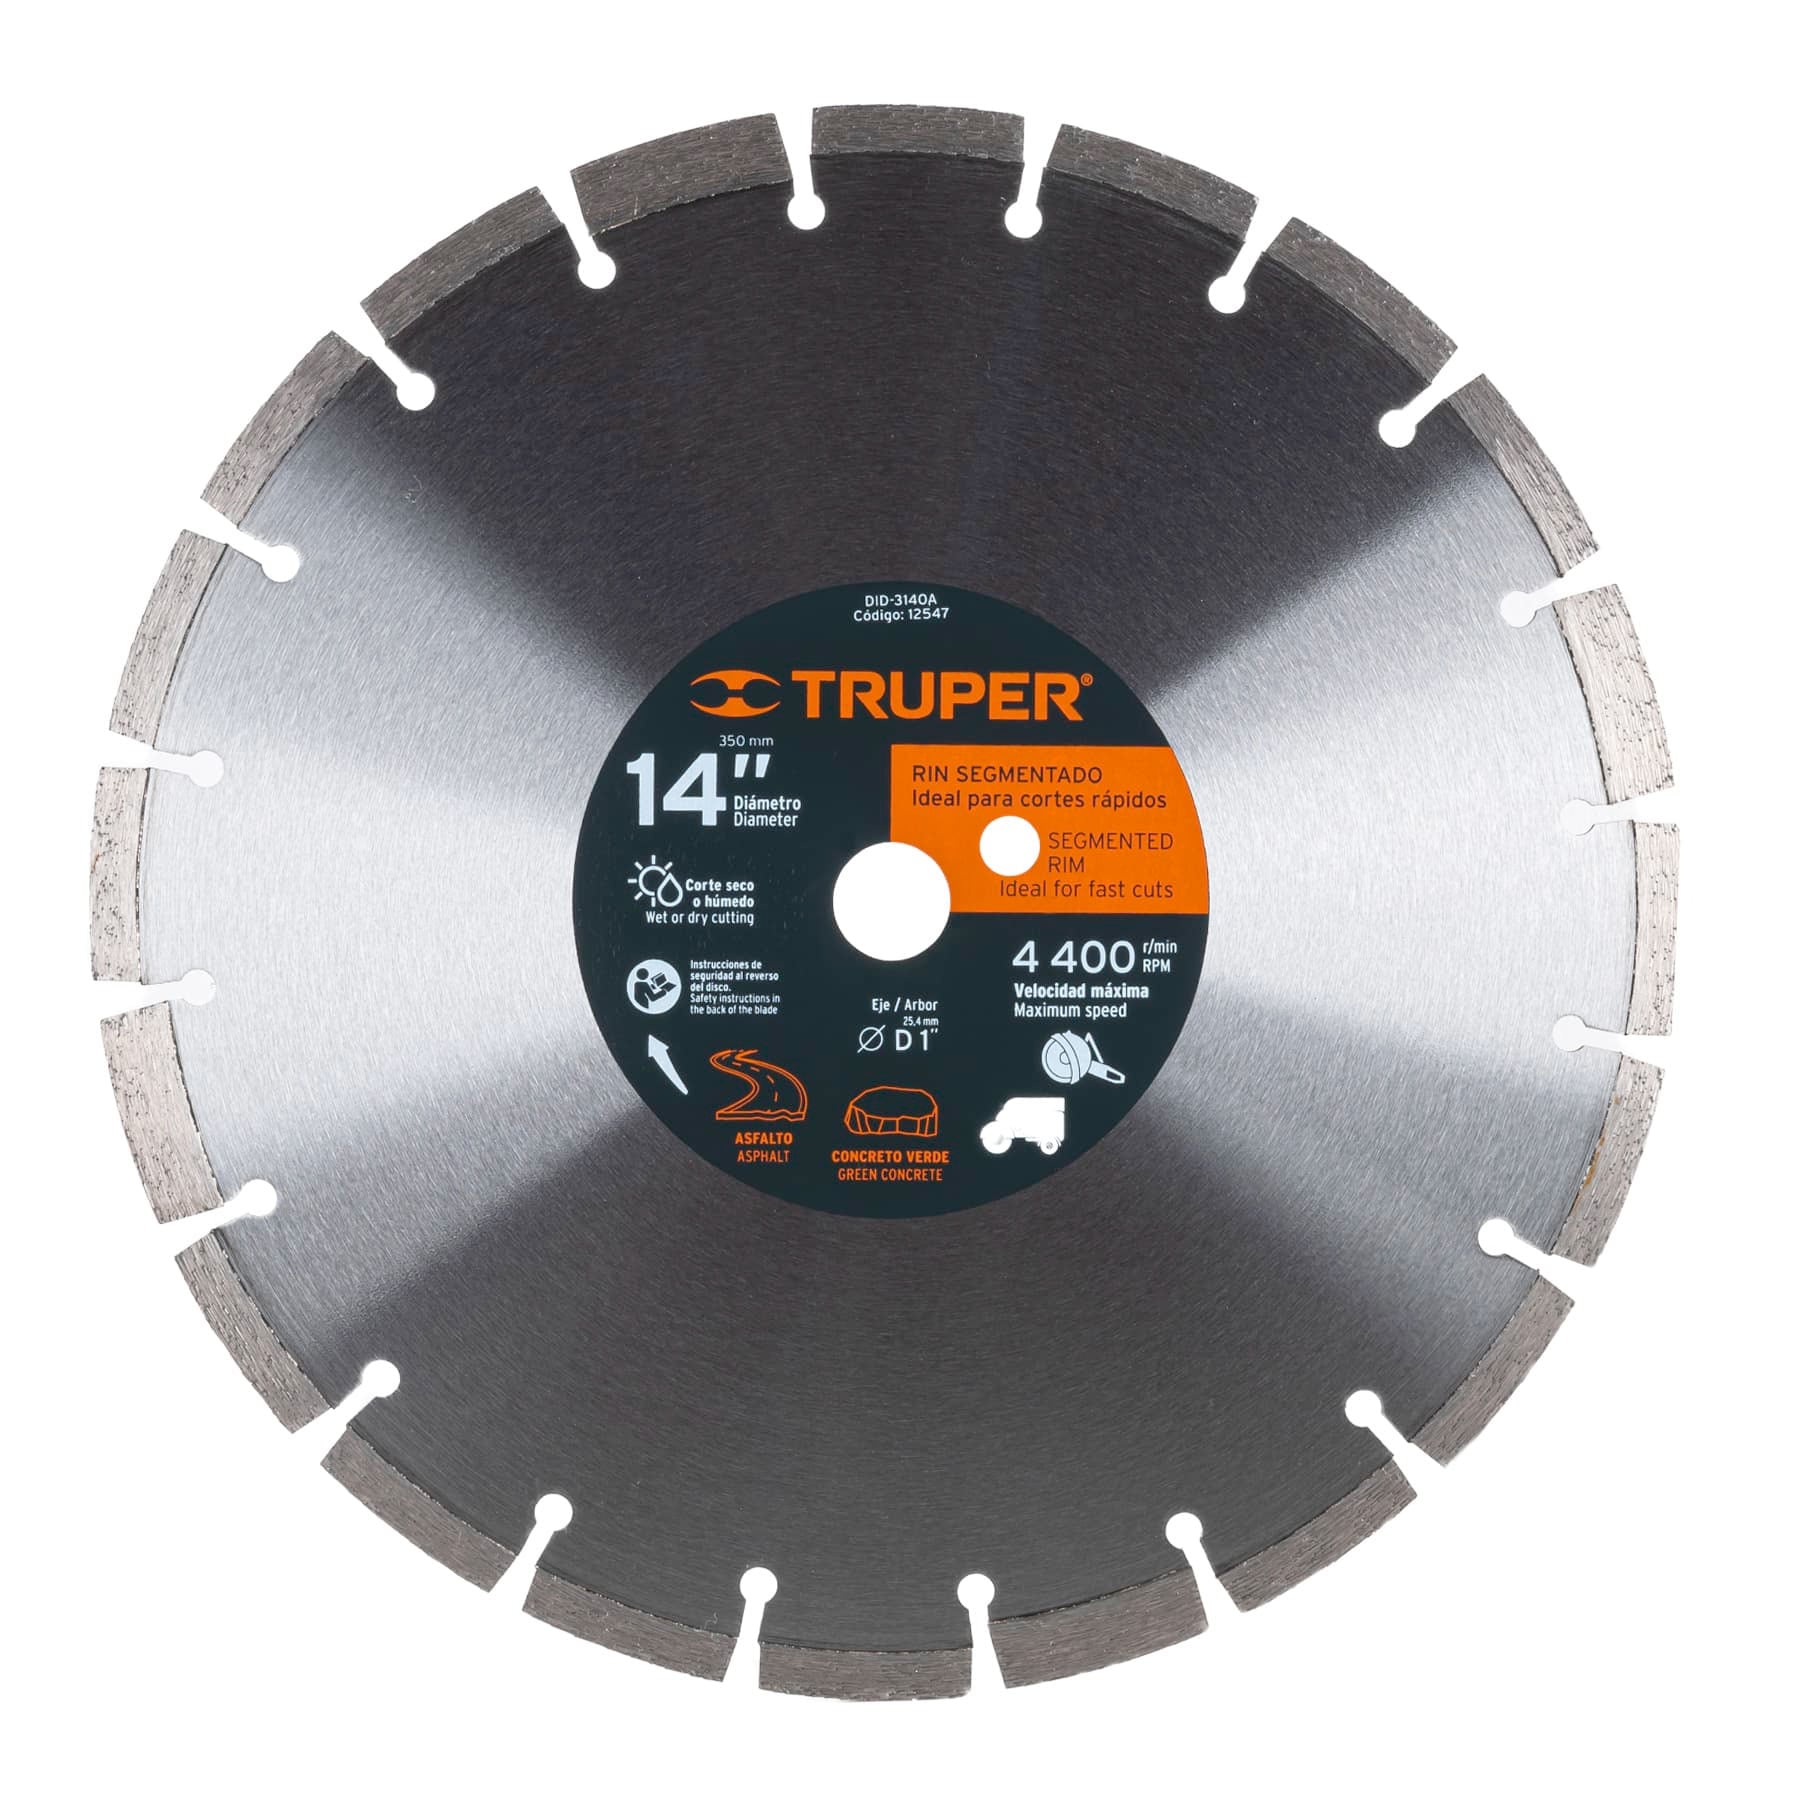 DID-3140A
Código: 12547
TRUPER®
350 mm
14"
Diámetro
Diameter
RIN SEGMENTADO
Ideal para cortes rápidos
SEGMENTED
RIM
Ideal for fast cuts
Corte seco
o húmedo
Wet or dry cutting
4 400 r/min
RPM
Velocidad máxima
Maximum speed
Instrucciones de
seguridad al reverso
del disco.
Safety instructions in
the back of the blade
Eje / Arbor
25,4 mm
⌀ D 1"
ASFALTO
ASPHALT
CONCRETO VERDE
GREEN CONCRETE